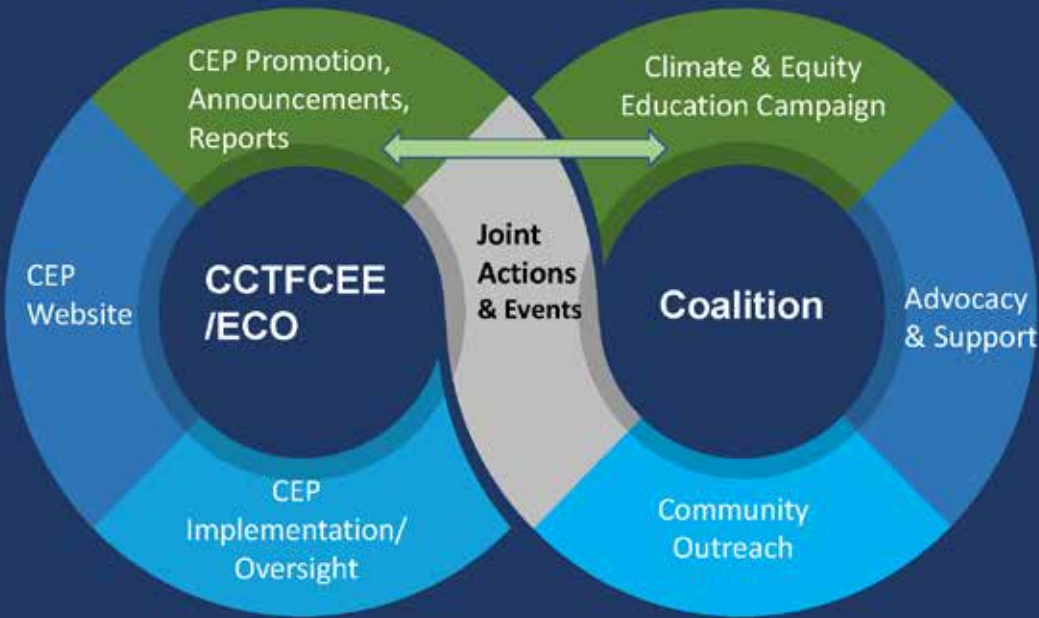 CEP Promotion,
Announcements,
Reports
Climate & Equity
Education Campaign
CEP
Website
CCTFCEE
/ECO
Joint
Actions
& Events
Coalition
Advocacy
& Support
CEP
Implementation/
Oversight
Community
Outreach